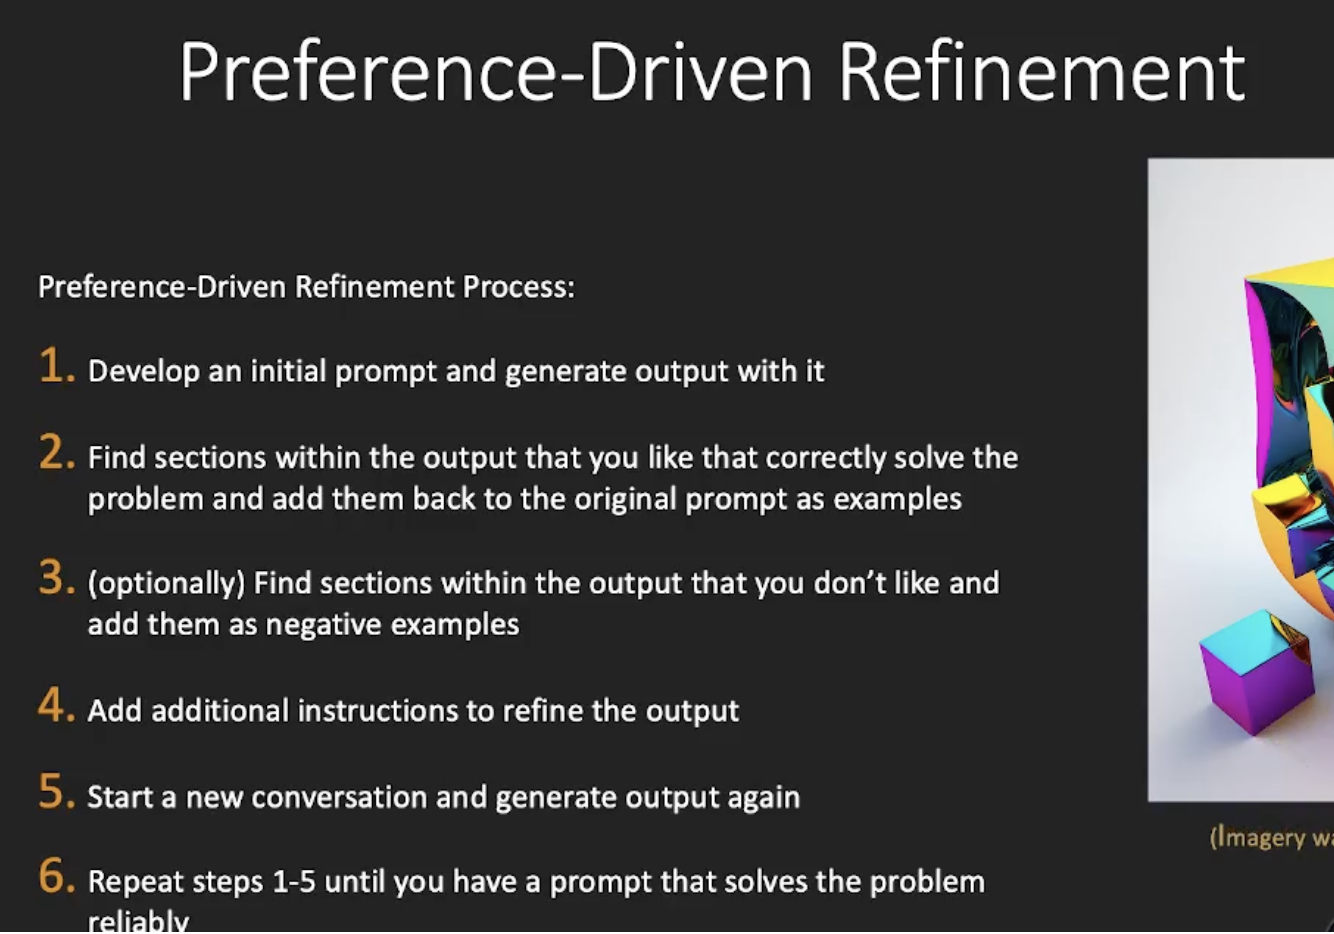 Preference-Driven Refinement
Preference-Driven Refinement Process:
1. Develop an initial prompt and generate output with it
2. Find sections within the output that you like that correctly solve the
problem and add them back to the original prompt as examples
3. (optionally) Find sections within the output that you don’t like and
add them as negative examples
4. Add additional instructions to refine the output
5. Start a new conversation and generate output again
6. Repeat steps 1-5 until you have a prompt that solves the problem
reliably
(Imagery